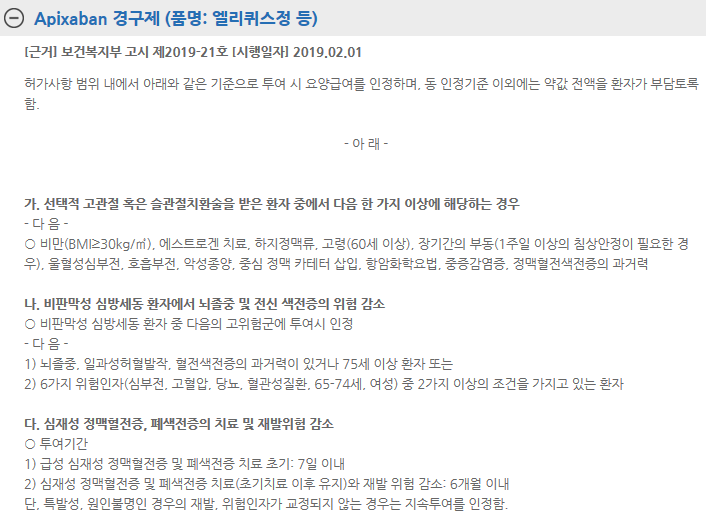 Apixaban 경구제 (품명: 엘리퀴스정 등)
[근거] 보건복지부 고시 제2019-21호 [시행일자] 2019.02.01
허가사항 범위 내에서 아래와 같은 기준으로 투여 시 요양급여를 인정하며, 동 인정기준 이외에는 약값 전액을 환자가 부담토록
함.
- 아 래 -
가. 선택적 고관절 혹은 슬관절치환술을 받은 환자 중에서 다음 한 가지 이상에 해당하는 경우
- 다 음 -
○ 비만(BMI≥30kg/㎡), 에스트로겐 치료, 하지정맥류, 고령(60세 이상), 장기간의 부동(1주일 이상의 침상안정이 필요한 경
우), 울혈성심부전, 호흡부전, 악성종양, 중심 정맥 카테터 삽입, 항암화학요법, 중증감염증, 정맥혈전색전증의 과거력
나. 비판막성 심방세동 환자에서 뇌졸중 및 전신 색전증의 위험 감소
○ 비판막성 심방세동 환자 중 다음의 고위험군에 투여시 인정
- 다 음 -
1) 뇌졸중, 일과성허혈발작, 혈전색전증의 과거력이 있거나 75세 이상 환자 또는
2) 6가지 위험인자(심부전, 고혈압, 당뇨, 혈관성질환, 65-74세, 여성) 중 2가지 이상의 조건을 가지고 있는 환자
다. 심재성 정맥혈전증, 폐색전증의 치료 및 재발위험 감소
○ 투여기간
1) 급성 심재성 정맥혈전증 및 폐색전증 치료 초기: 7일 이내
2) 심재성 정맥혈전증 및 폐색전증 치료(초기치료 이후 유지)와 재발 위험 감소: 6개월 이내
단, 특발성, 원인불명인 경우의 재발, 위험인자가 교정되지 않는 경우는 지속투여를 인정함.